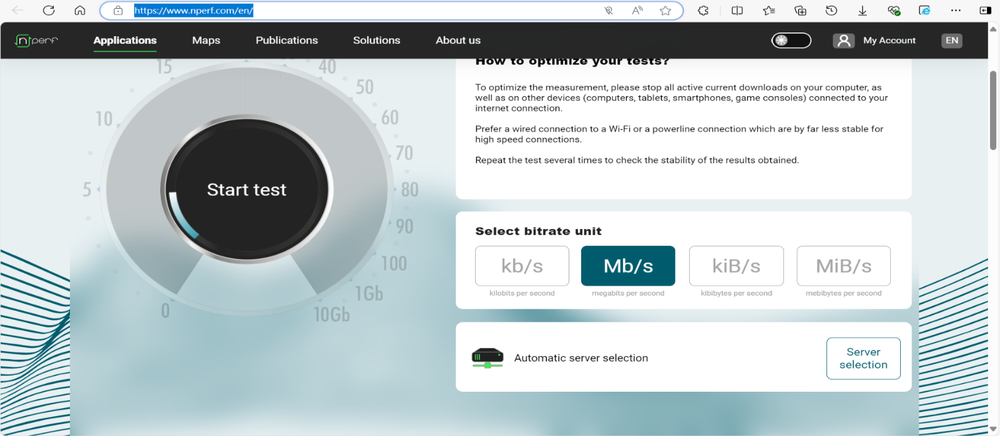 https://www.nperf.com/en/
nperf
Applications
Maps
Publications
Solutions
About us
My Account
EN
15
40
50
10
60
70
5
80
90
100
1Gb
0
10Gb
Start test
How to optimize your tests?
To optimize the measurement, please stop all active current downloads on your computer, as
well as on other devices (computers, tablets, smartphones, game consoles) connected to your
internet connection.
Prefer a wired connection to a Wi-Fi or a powerline connection which are by far less stable for
high speed connections.
Repeat the test several times to check the stability of the results obtained.
Select bitrate unit
kb/s
Mb/s
kiB/s
MiB/s
kilobits per second
megabits per second
kibibytes per second
mebibytes per second
Automatic server selection
Server
selection